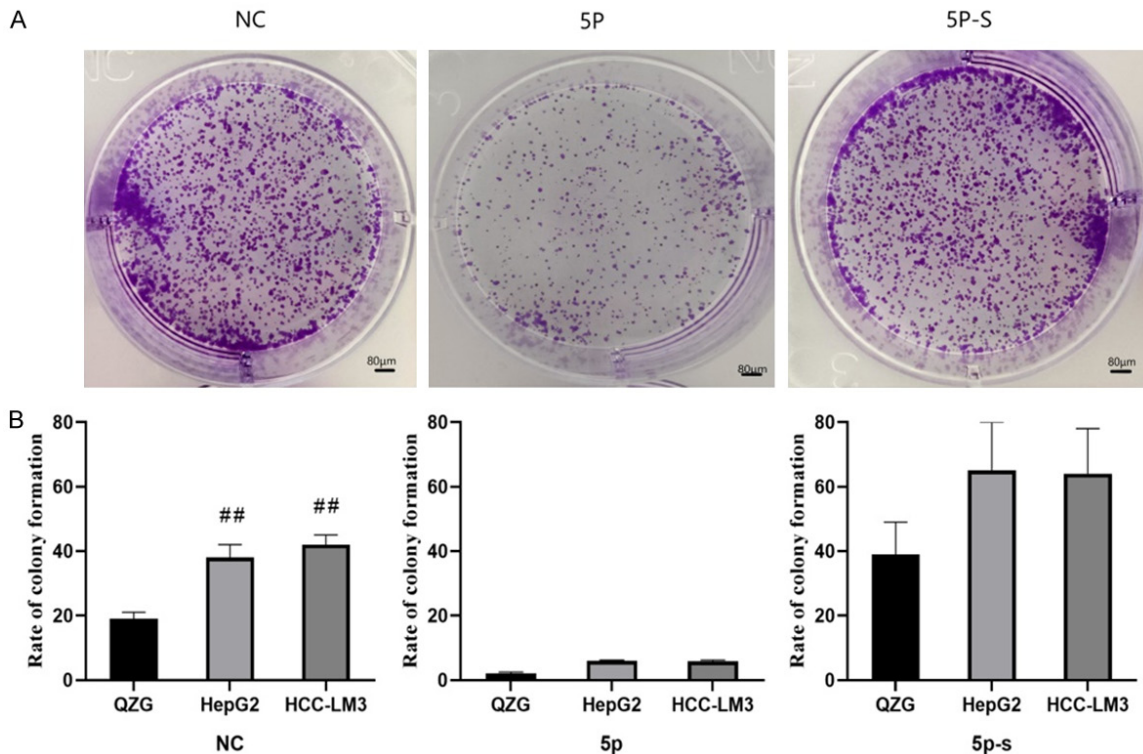 A
NC
5P
5P-S
NC
80µm
80µm
80µm
B
Rate of colony formation
80
60
40
20
0
##
##
QZG
HepG2
HCC-LM3
NC
Rate of colony formation
80
60
40
20
0
QZG
HepG2
HCC-LM3
5p
Rate of colony formation
80
60
40
20
0
QZG
HepG2
HCC-LM3
5p-s